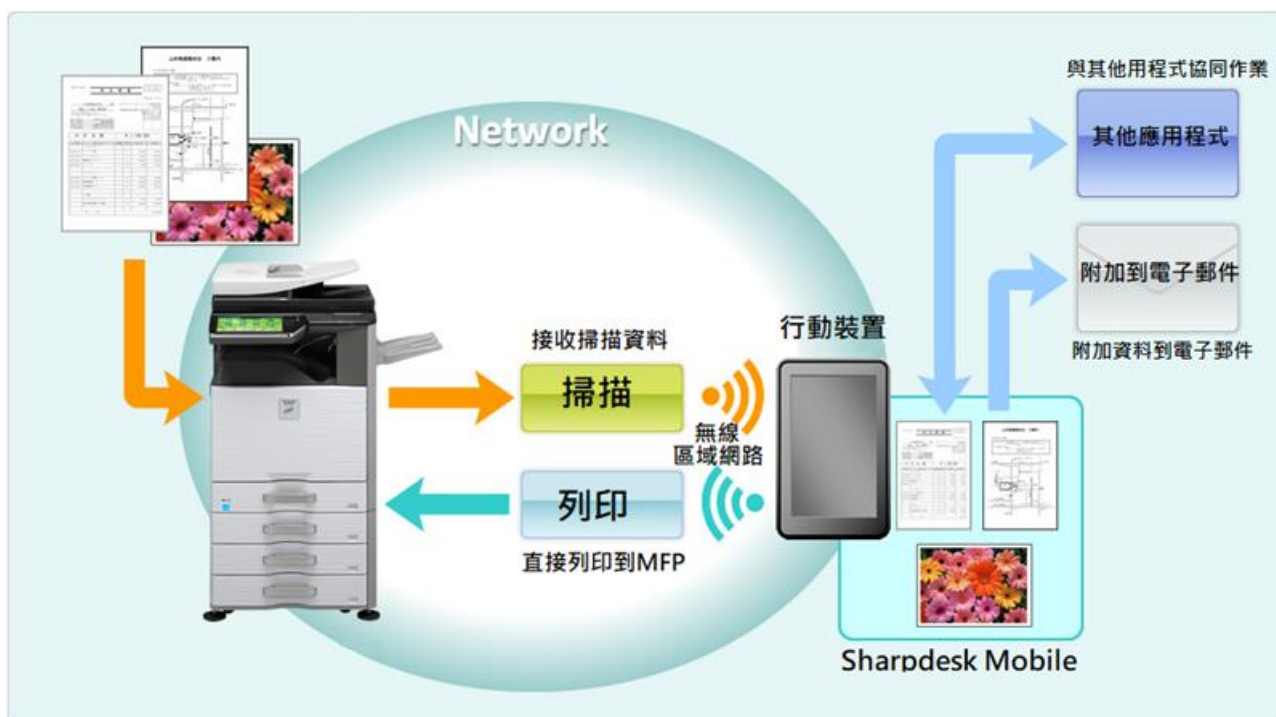 與其他用程式協同作業
其他應用程式
Network
附加到電子郵件
附加資料到電子郵件
行動裝置
接收掃描資料
掃描
無線
區域網路
列印
直接列印到MFP
Sharpdesk Mobile